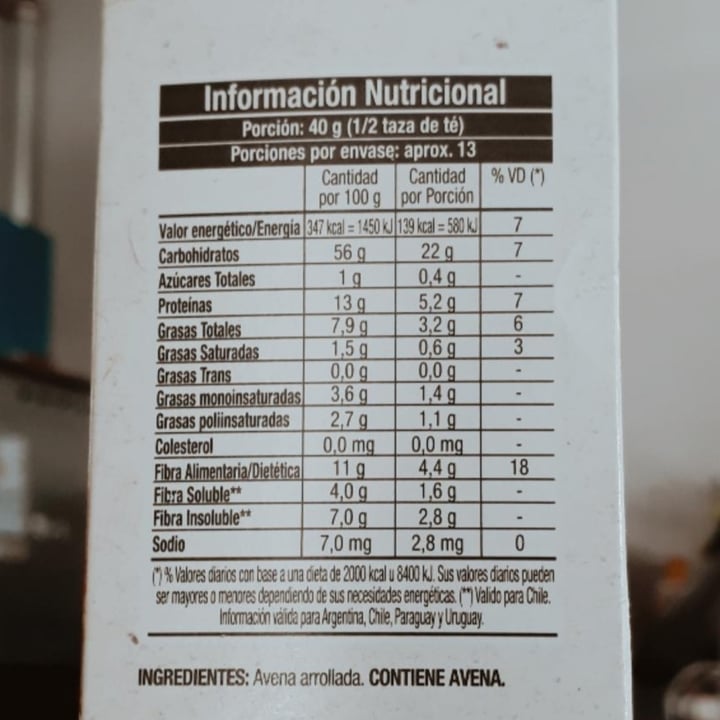 Información Nutricional
Porción: 40 g (1/2 taza de té)
Porciones por envase: aprox. 13
Cantidad por 100 g Cantidad por Porción % VD (*)
Valor energético/Energía 347 kcal = 1450 kJ 139 kcal = 580 kJ 7
Carbohidratos 56 g 22 g 7
Azúcares Totales 1 g 0,4 g -
Proteínas 13 g 5,2 g 7
Grasas Totales 7,9 g 3,2 g 6
Grasas Saturadas 1,5 g 0,6 g 3
Grasas Trans 0,0 g 0,0 g -
Grasas monoinsaturadas 3,6 g 1,4 g -
Grasas poliinsaturadas 2,7 g 1,1 g -
Colesterol 0,0 mg 0,0 mg -
Fibra Alimentaria/Dietética 11 g 4,4 g 18
Fibra Soluble** 4,0 g 1,6 g -
Fibra Insoluble** 7,0 g 2,8 g -
Sodio 7,0 mg 2,8 mg 0
(*) % Valores diarios con base a una dieta de 2000 kcal u 8400 kJ. Sus valores diarios pueden
ser mayores o menores dependiendo de sus necesidades energéticas. (**) Valido para Chile.
Información válida para Argentina, Chile, Paraguay y Uruguay.
INGREDIENTES: Avena arrollada. CONTIENE AVENA.